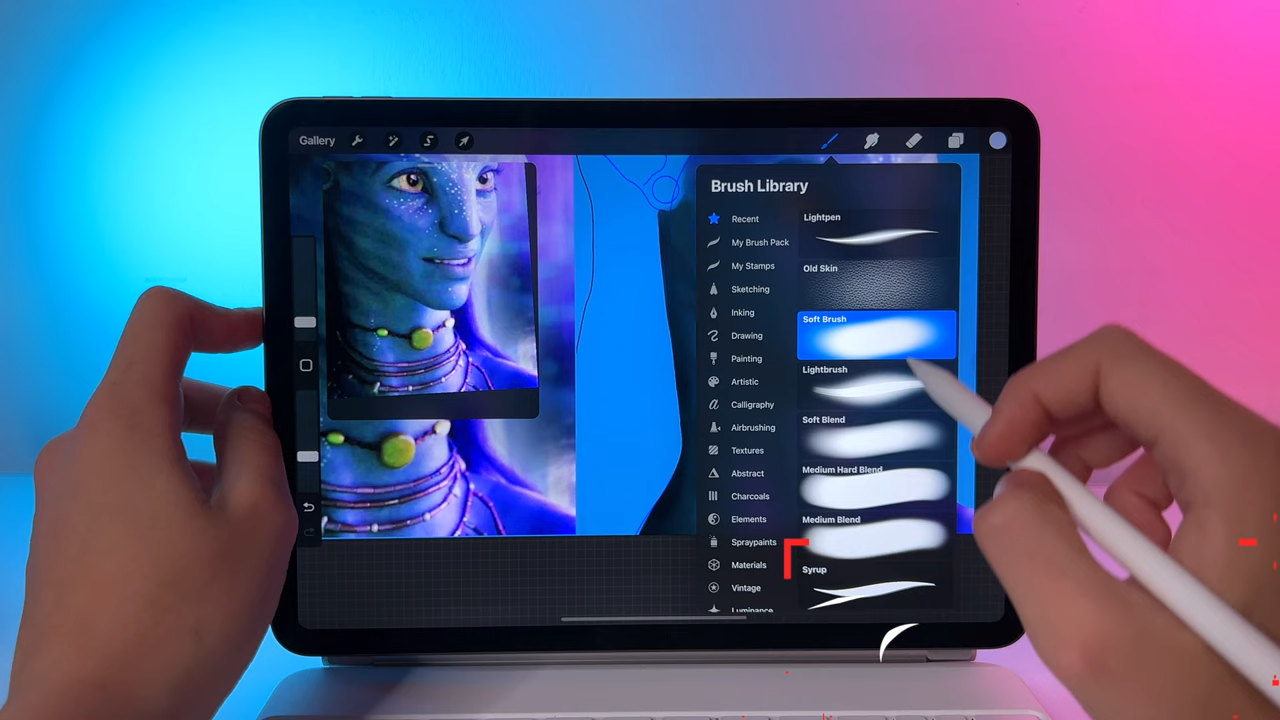 Gallery
Brush Library
Recent
My Brush Pack
My Stamps
Sketching
Inking
Drawing
Painting
Artistic
Calligraphy
Airbrushing
Textures
Abstract
Charcoals
Elements
Spraypaints
Materials
Vintage
Luminance
Lightpen
Old Skin
Soft Brush
Lightbrush
Soft Blend
Medium Hard Blend
Medium Blend
Syrup